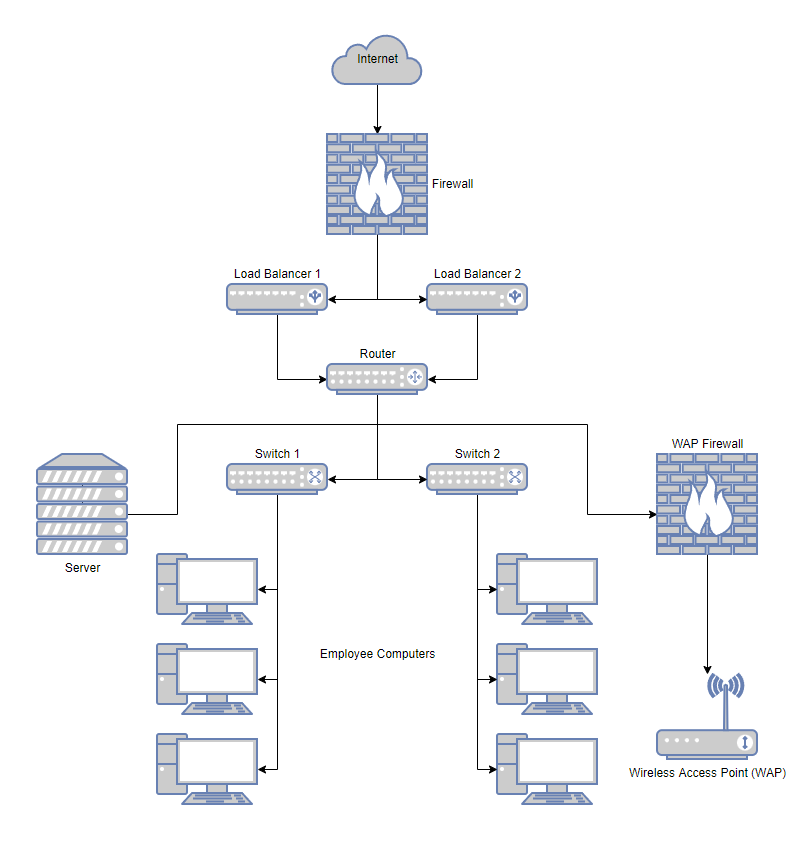 Internet
Firewall
Load Balancer 1
Load Balancer 2
Router
WAP Firewall
Switch 1
Switch 2
Server
Employee Computers
Wireless Access Point (WAP)